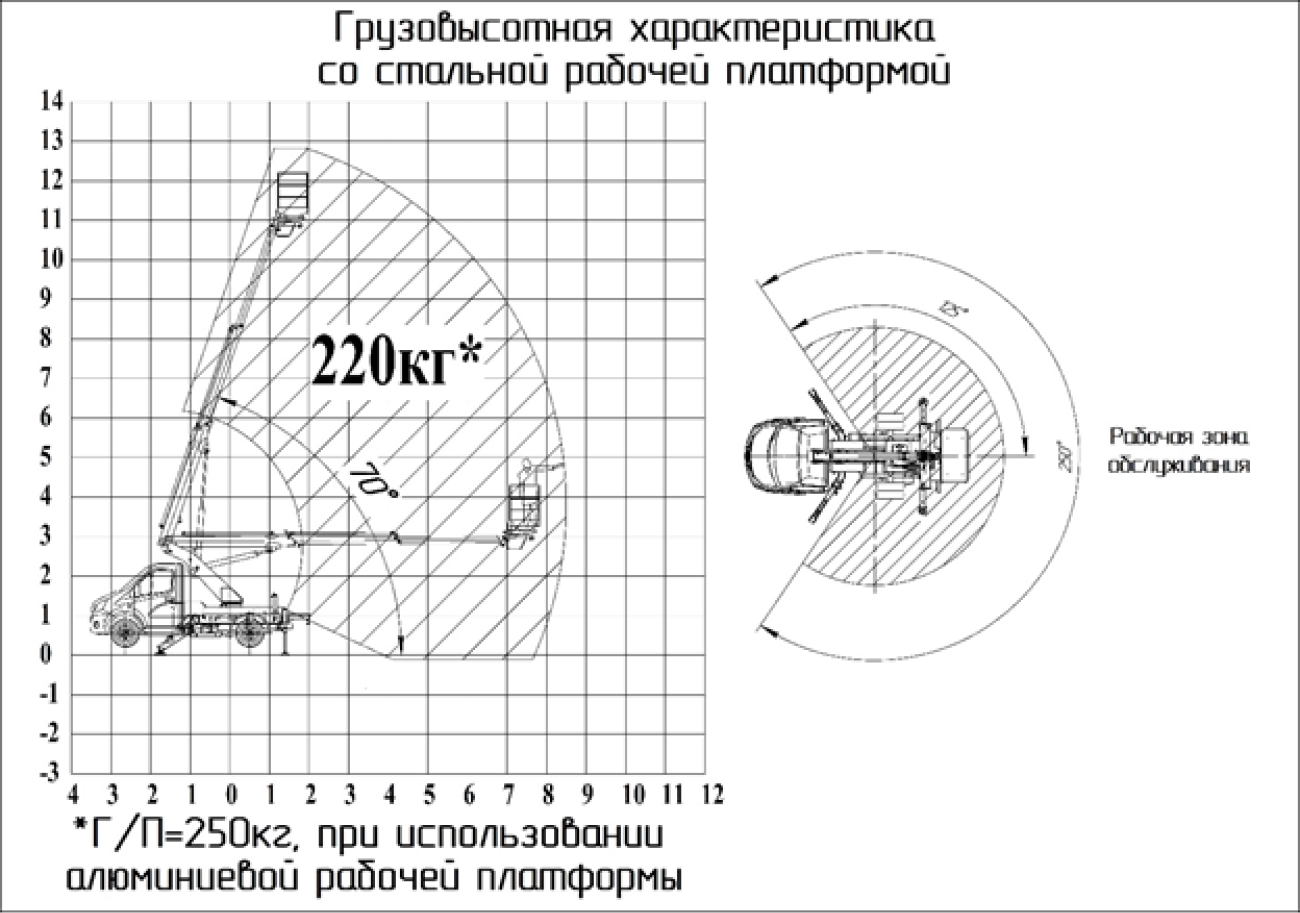 Грузовысотная характеристика
со стальной рабочей платформой
14
13
12
11
10
9
8
7
6
5
4
3
2
1
0
-1
-2
-3
4 3 2 1 0 1 2 3 4 5 6 7 8 9 10 11 12
220кг*
70°
*Г/П=250кг, при использовании
алюминиевой рабочей платформы
125°
250°
Рабочая зона
обслуживания